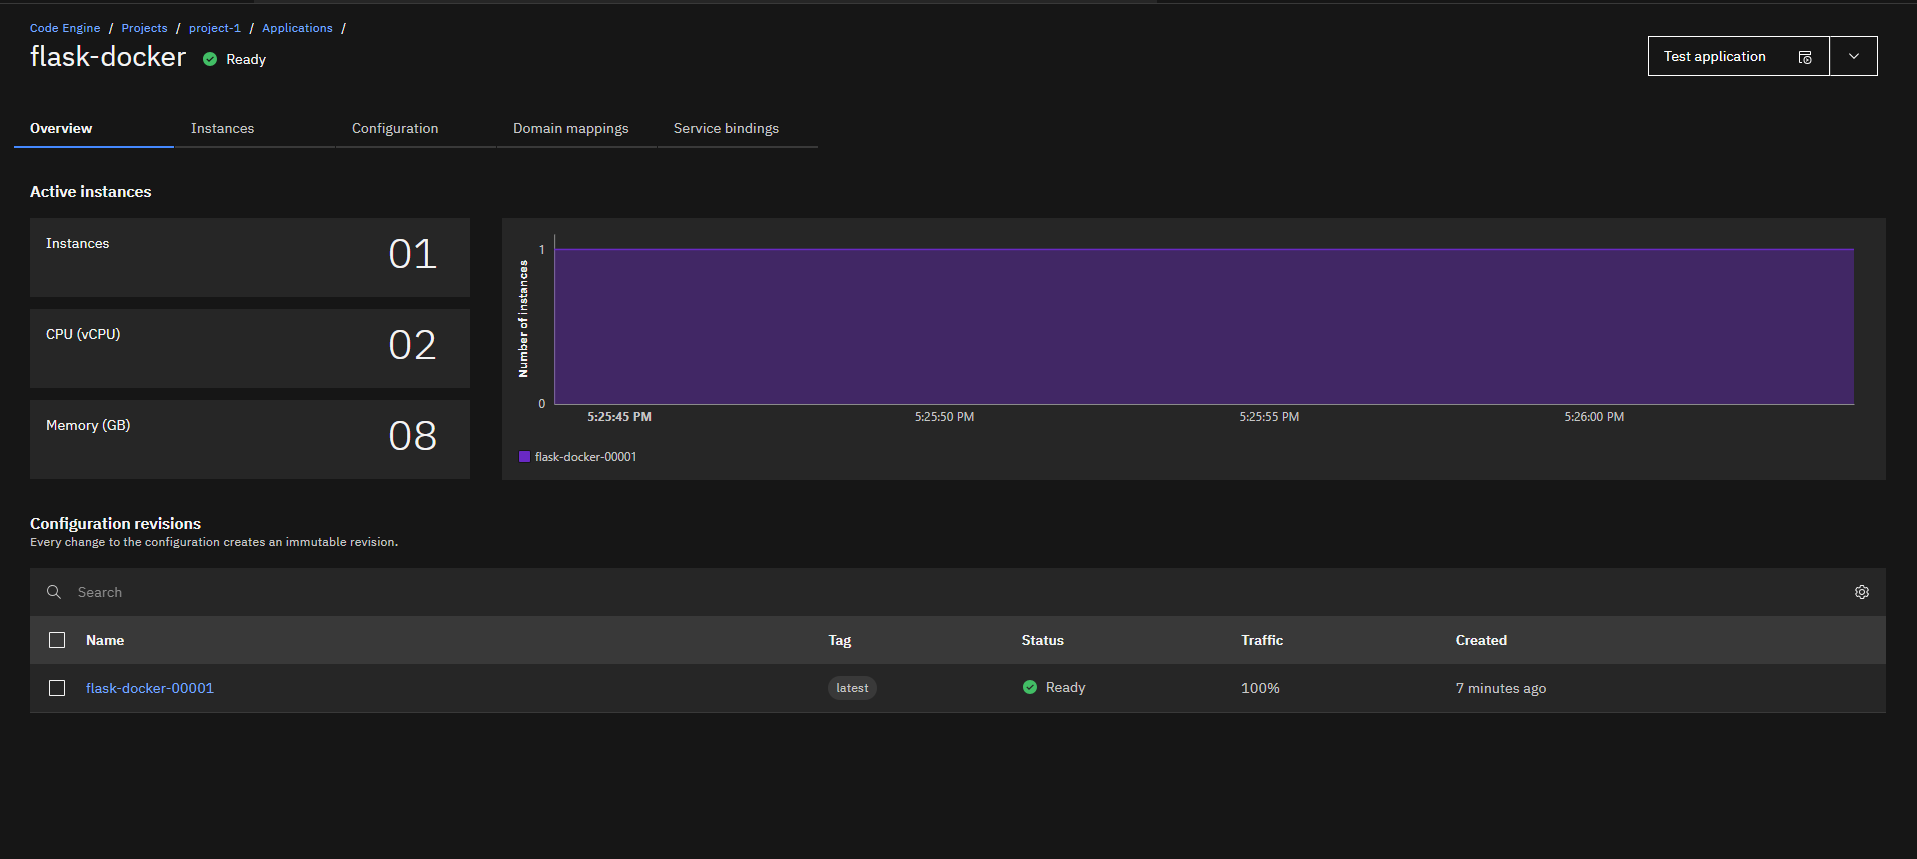 Code Engine / Projects / project-1 / Applications /
flask-docker Ready
Test application
Overview Instances Configuration Domain mappings Service bindings
Active instances
Instances 01
CPU (vCPU) 02
Memory (GB) 08
Number of instances
1
0
5:25:45 PM 5:25:50 PM 5:25:55 PM 5:26:00 PM
flask-docker-00001
Configuration revisions
Every change to the configuration creates an immutable revision.
Search
Name Tag Status Traffic Created
flask-docker-00001 latest Ready 100% 7 minutes ago